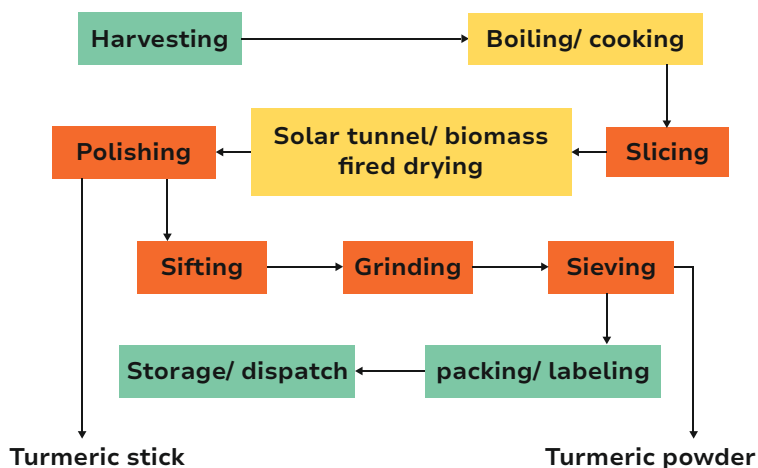 Harvesting
Boiling/ cooking
Solar tunnel/ biomass
fired drying
Polishing
Slicing
Sifting
Grinding
Sieving
Storage/ dispatch
packing/ labeling
Turmeric stick
Turmeric powder